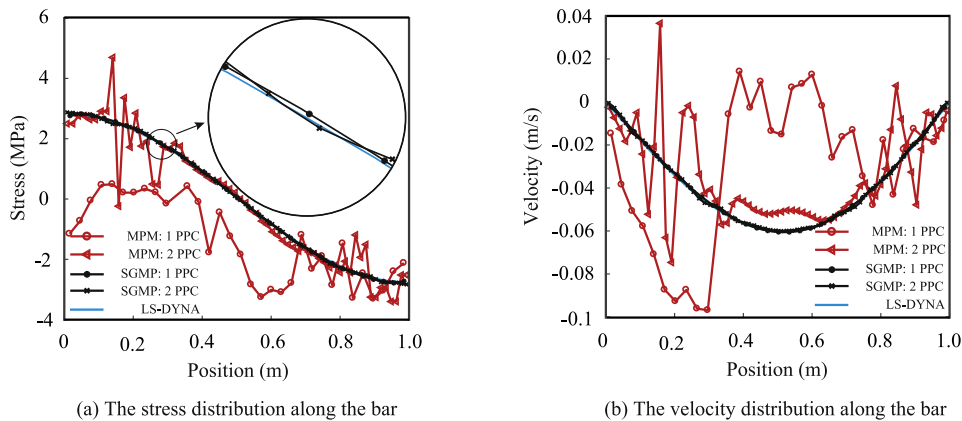 6
4
2
0
-2
-4
Stress (MPa)
MPM: 1 PPC
MPM: 2 PPC
SGMP: 1 PPC
SGMP: 2 PPC
LS-DYNA
0
0.2
0.4
0.6
0.8
1.0
Position (m)
(a) The stress distribution along the bar
0.04
0.02
0
-0.02
-0.04
-0.06
-0.08
-0.1
Velocity (m/s)
MPM: 1 PPC
MPM: 2 PPC
SGMP: 1 PPC
SGMP: 2 PPC
LS-DYNA
0
0.2
0.4
0.6
0.8
1.0
Position (m)
(b) The velocity distribution along the bar